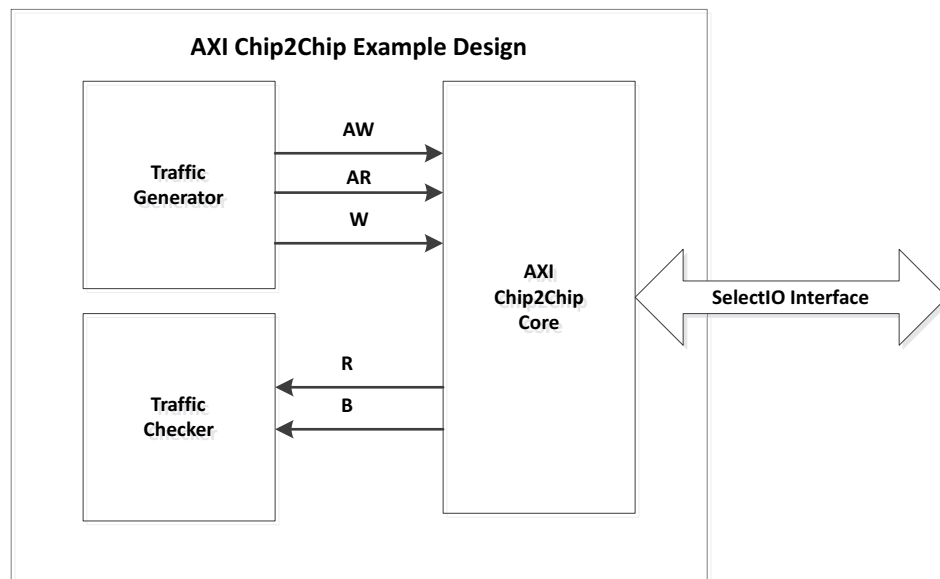 AXI Chip2Chip Example Design
Traffic
Generator
AW
AR
W
AXI
Chip2Chip
Core
SelectIO Interface
Traffic
Checker
R
B